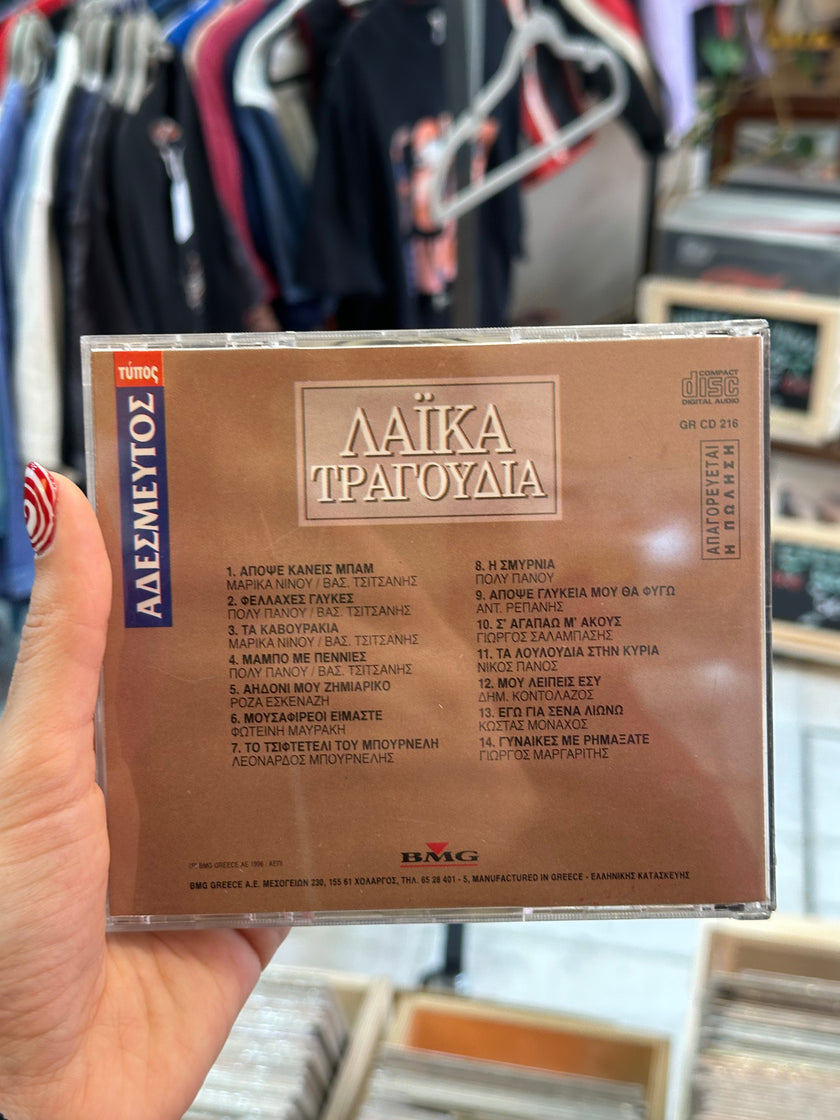 τύπος
ΑΔΕΣΜΕΥΤΟΣ
ΛΑΪΚΑ
ΤΡΑΓΟΥΔΙΑ
COMPACT
disc
DIGITAL AUDIO
GR CD 216
ΑΠΑΓΟΡΕΥΕΤΑΙ
Η ΠΩΛΗΣΗ
1. ΑΠΟΨΕ ΚΑΝΕΙΣ ΜΠΑΜ
ΜΑΡΙΚΑ ΝΙΝΟΥ / ΒΑΣ. ΤΣΙΤΣΑΝΗΣ
2. ΦΕΛΛΑΧΕΣ ΓΛΥΚΕΣ
ΠΟΛΥ ΠΑΝΟΥ / ΒΑΣ. ΤΣΙΤΣΑΝΗΣ
3. ΤΑ ΚΑΒΟΥΡΑΚΙΑ
ΜΑΡΙΚΑ ΝΙΝΟΥ / ΒΑΣ. ΤΣΙΤΣΑΝΗΣ
4. ΜΑΜΠΟ ΜΕ ΠΕΝΝΙΕΣ
ΠΟΛΥ ΠΑΝΟΥ / ΒΑΣ. ΤΣΙΤΣΑΝΗΣ
5. ΑΗΔΟΝΙ ΜΟΥ ΖΗΜΙΑΡΙΚΟ
ΡΟΖΑ ΕΣΚΕΝΑΖΗ
6. ΜΟΥΣΑΦΙΡΕΟΙ ΕΙΜΑΣΤΕ
ΦΩΤΕΙΝΗ ΜΑΥΡΑΚΗ
7. ΤΟ ΤΣΙΦΤΕΤΕΛΙ ΤΟΥ ΜΠΟΥΡΝΕΛΗ
ΛΕΟΝΑΡΔΟΣ ΜΠΟΥΡΝΕΛΗΣ
8. Η ΣΜΥΡΝΙΑ
ΠΟΛΥ ΠΑΝΟΥ
9. ΑΠΟΨΕ ΓΛΥΚΕΙΑ ΜΟΥ ΘΑ ΦΥΓΩ
ΑΝΤ. ΡΕΠΑΝΗΣ
10. Σ' ΑΓΑΠΑΩ Μ' ΑΚΟΥΣ
ΓΙΩΡΓΟΣ ΣΑΛΑΜΠΑΣΗΣ
11. ΤΑ ΛΟΥΛΟΥΔΙΑ ΣΤΗΝ ΚΥΡΙΑ
ΝΙΚΟΣ ΠΑΝΟΣ
12. ΜΟΥ ΛΕΙΠΕΙΣ ΕΣΥ
ΔΗΜ. ΚΟΝΤΟΛΑΖΟΣ
13. ΕΓΩ ΓΙΑ ΣΕΝΑ ΛΙΩΝΩ
ΚΩΣΤΑΣ ΜΟΝΑΧΟΣ
14. ΓΥΝΑΙΚΕΣ ΜΕ ΡΗΜΑΞΑΤΕ
ΓΙΩΡΓΟΣ ΜΑΡΓΑΡΙΤΗΣ
BMG
(P) BMG GREECE AE 1996 / ΑΕΠΙ
BMG GREECE A.E. ΜΕΣΟΓΕΙΩΝ 230, 155 61 ΧΟΛΑΡΓΟΣ, ΤΗΛ. 65 28 401 - 5, MANUFACTURED IN GREECE - ΕΛΛΗΝΙΚΗΣ ΚΑΤΑΣΚΕΥΗΣ